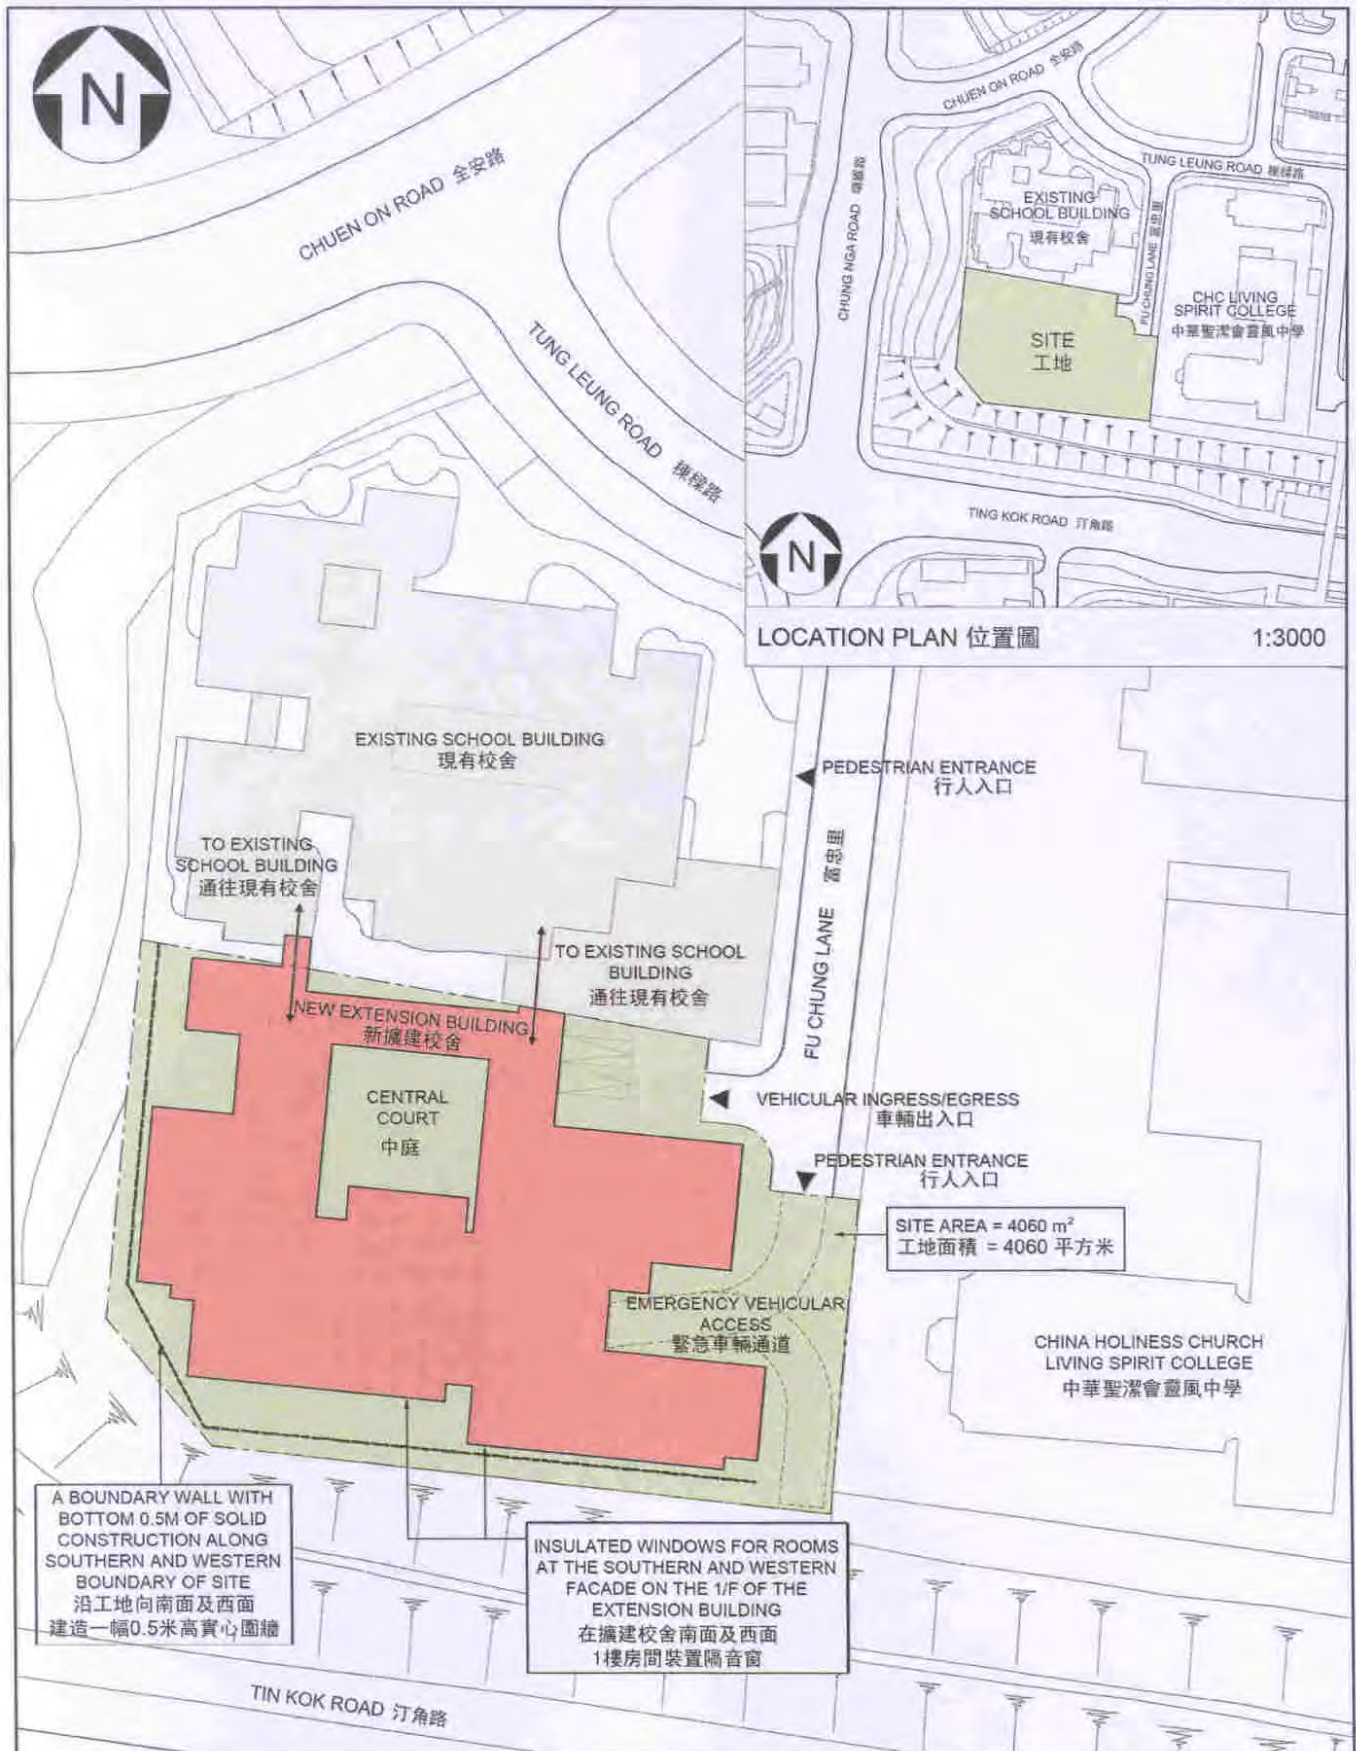 N
CHUEN ON ROAD 全安路
TUNG LEUNG ROAD 棟樑路
CHUEN ON ROAD 全安路
TUNG LEUNG ROAD 棟樑路
CHUNG NGA ROAD 頌雅路
EXISTING
SCHOOL BUILDING
現有校舍
FU CHUNG LANE 富忠里
CHC LIVING
SPIRIT COLLEGE
中華聖潔會靈風中學
SITE
工地
TING KOK ROAD 汀角路
N
LOCATION PLAN 位置圖
1:3000
EXISTING SCHOOL BUILDING
現有校舍
PEDESTRIAN ENTRANCE
行人入口
TO EXISTING
SCHOOL BUILDING
通往現有校舍
TO EXISTING SCHOOL
BUILDING
通往現有校舍
FU CHUNG LANE 富忠里
NEW EXTENSION BUILDING
新擴建校舍
CENTRAL
COURT
中庭
VEHICULAR INGRESS/EGRESS
車輛出入口
PEDESTRIAN ENTRANCE
行人入口
SITE AREA = 4060 m²
工地面積 = 4060 平方米
EMERGENCY VEHICULAR
ACCESS
緊急車輛通道
CHINA HOLINESS CHURCH
LIVING SPIRIT COLLEGE
中華聖潔會靈風中學
A BOUNDARY WALL WITH
BOTTOM 0.5M OF SOLID
CONSTRUCTION ALONG
SOUTHERN AND WESTERN
BOUNDARY OF SITE
沿工地向南面及西面
建造一幅0.5米高實心圍牆
INSULATED WINDOWS FOR ROOMS
AT THE SOUTHERN AND WESTERN
FACADE ON THE 1/F OF THE
EXTENSION BUILDING
在擴建校舍南面及西面
1樓房間裝置隔音窗
TIN KOK ROAD 汀角路